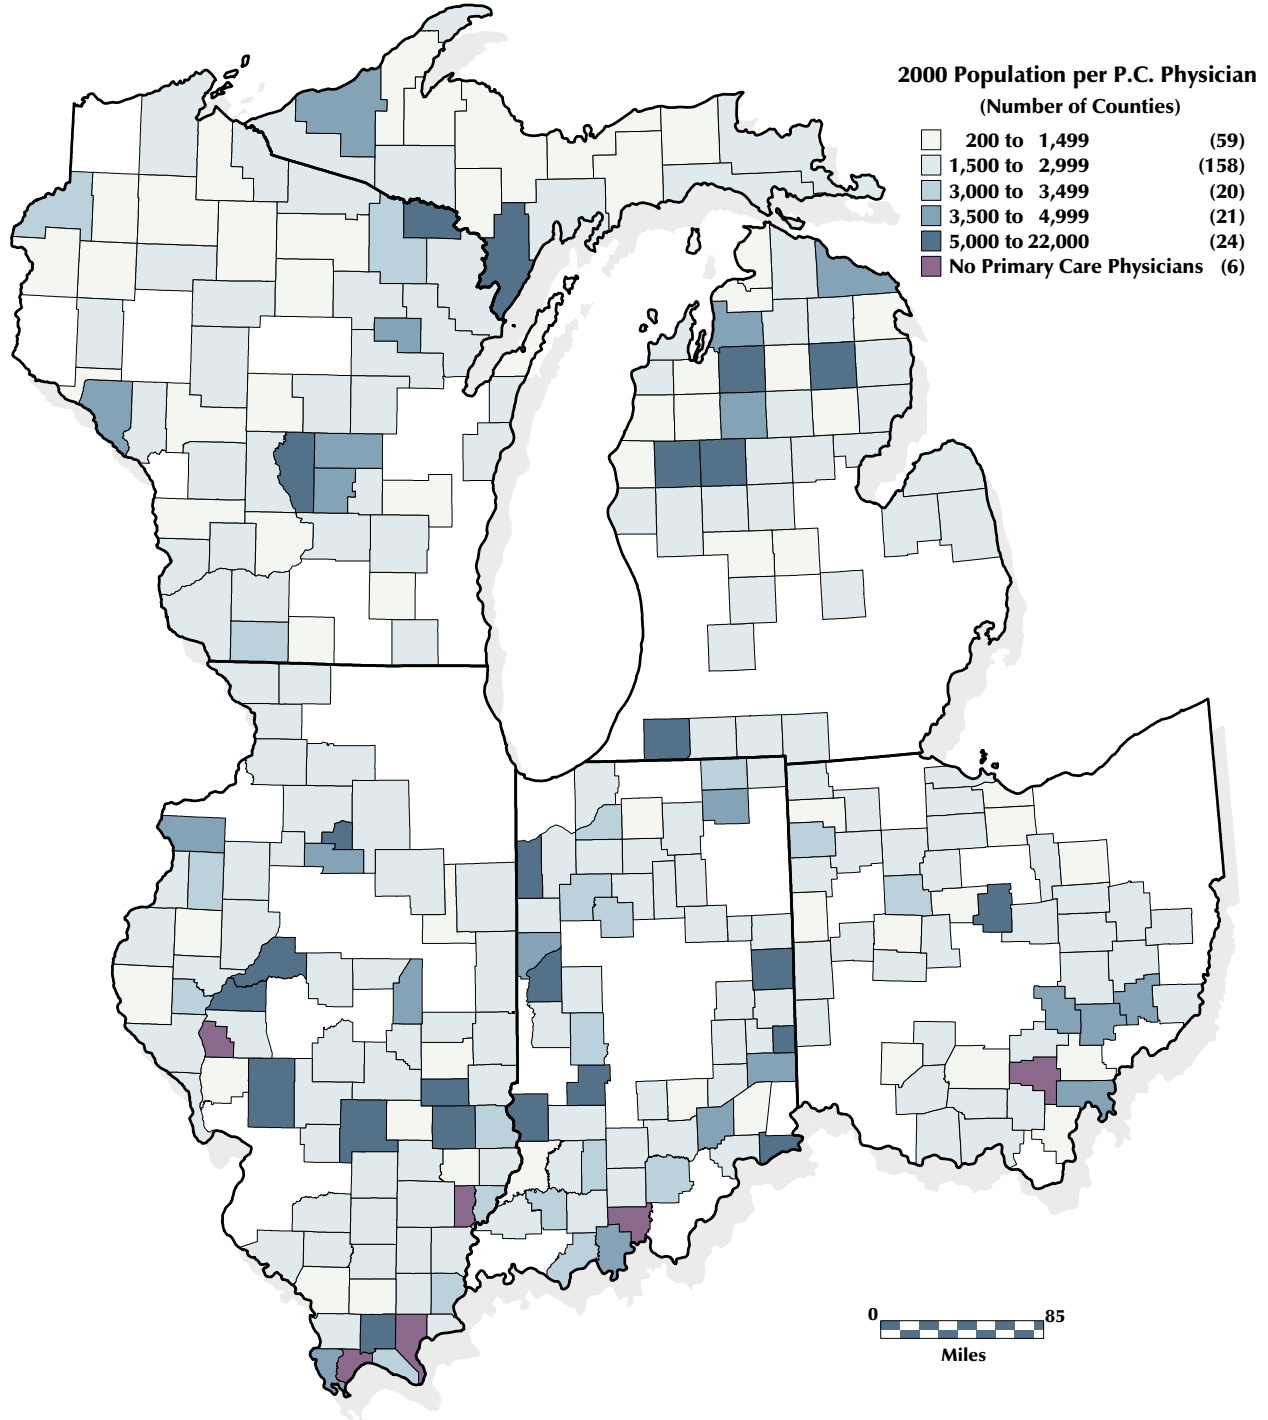 2000 Population per P.C. Physician
(Number of Counties)
200 to 1,499 (59)
1,500 to 2,999 (158)
3,000 to 3,499 (20)
3,500 to 4,999 (21)
5,000 to 22,000 (24)
No Primary Care Physicians (6)
0 85
Miles